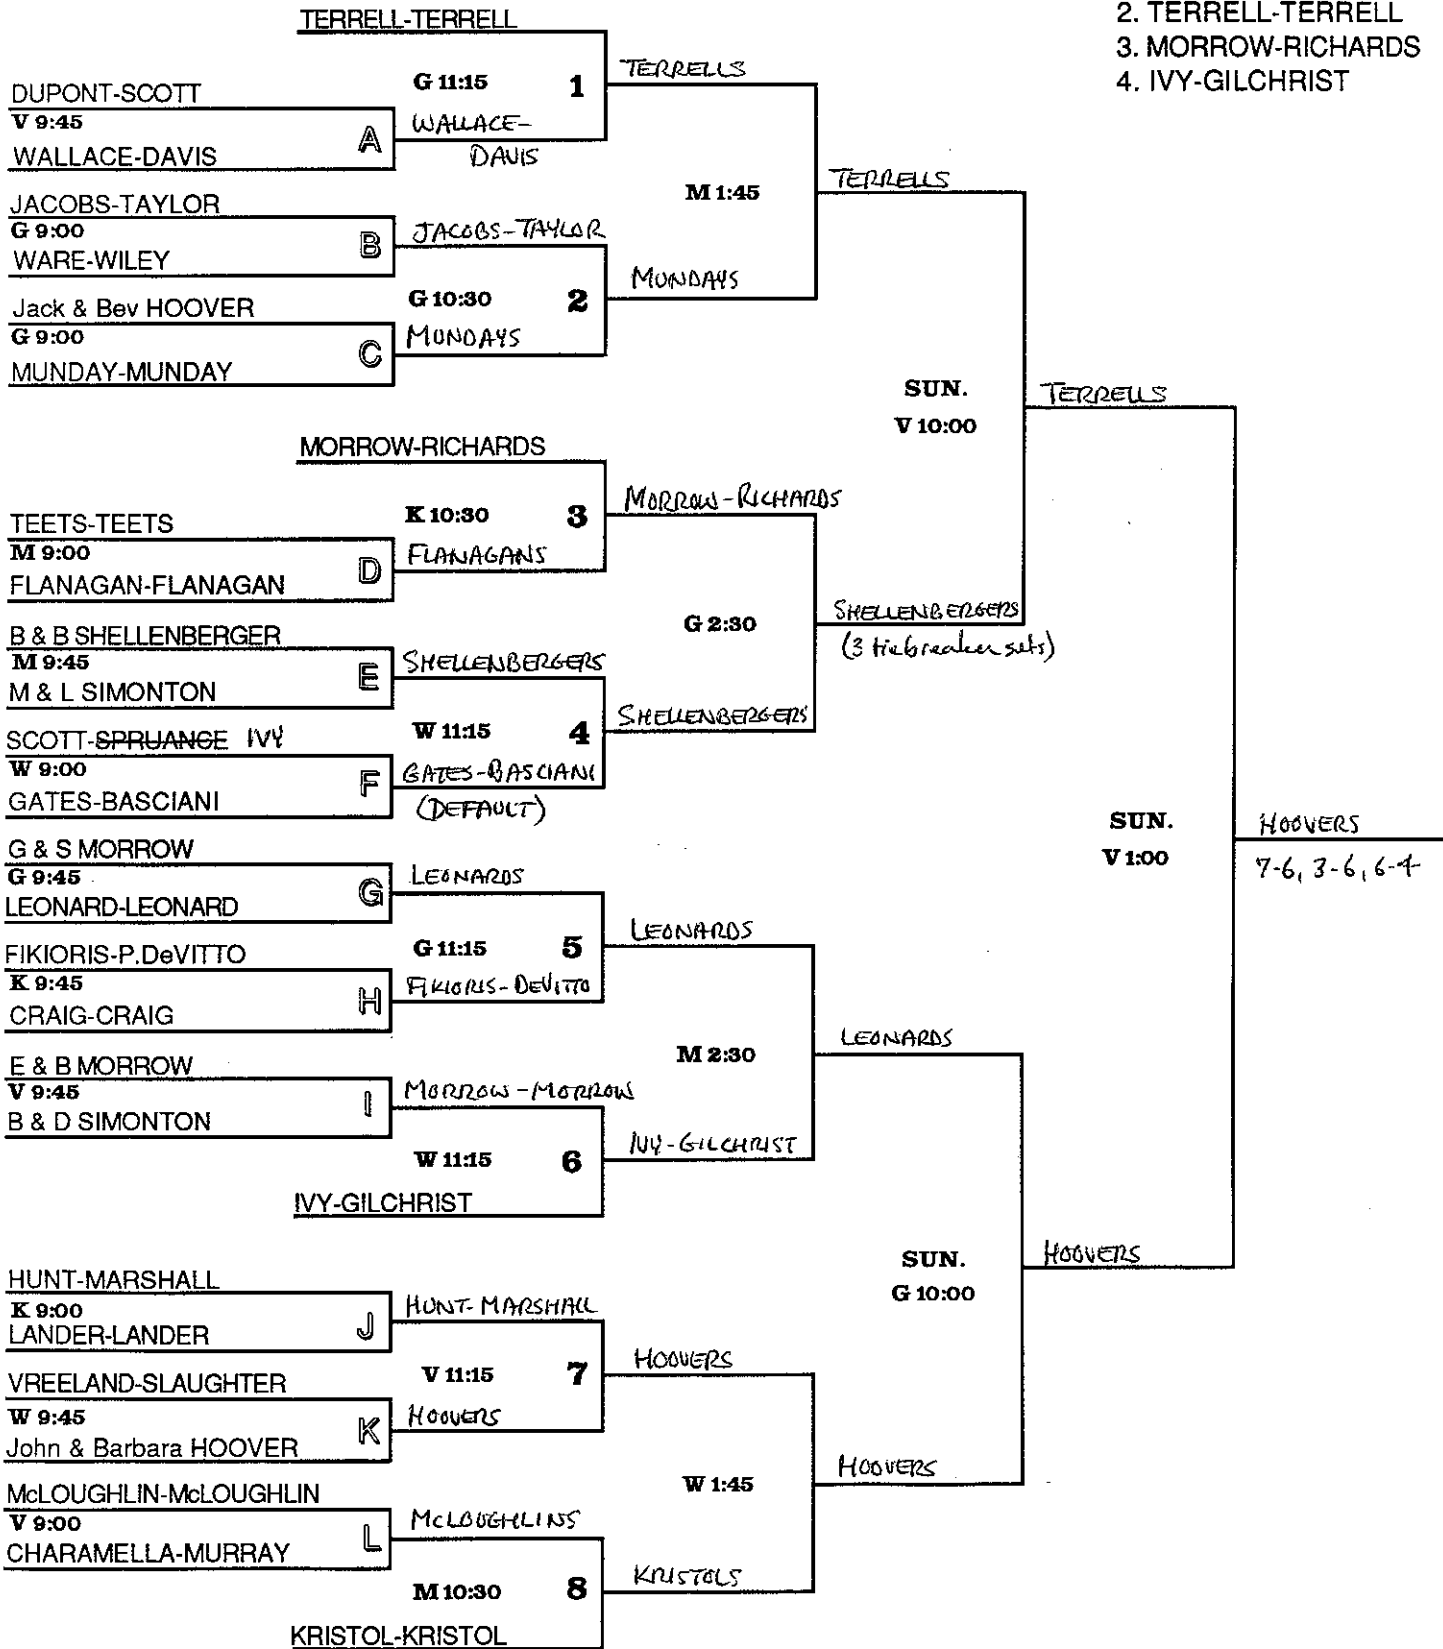 2. TERRELL-TERRELL
3. MORROW-RICHARDS
4. IVY-GILCHRIST
TERRELL-TERRELL
G 11:15 1
TERRELLS
DUPONT-SCOTT
V 9:45
WALLACE-DAVIS
A
WALLACE-
DAVIS
M 1:45
TERRELLS
JACOBS-TAYLOR
G 9:00
WARE-WILEY
B
JACOBS-TAYLOR
G 10:30 2
MUNDAYS
Jack & Bev HOOVER
G 9:00
MUNDAY-MUNDAY
C
MUNDAYS
SUN.
V 10:00
TERRELLS
MORROW-RICHARDS
K 10:30 3
MORROW-RICHARDS
TEETS-TEETS
M 9:00
FLANAGAN-FLANAGAN
D
FLANAGANS
G 2:30
SHELLENBERGERS
(3 tiebreaker sets)
B & B SHELLENBERGER
M 9:45
M & L SIMONTON
E
SHELLENBERGERS
W 11:15 4
SHELLENBERGERS
SCOTT-SPRUANCE IVY
W 9:00
GATES-BASCIANI
F
GATES-BASCIANI
(DEFAULT)
SUN.
V 1:00
HOOVERS
7-6, 3-6, 6-4
G & S MORROW
G 9:45
LEONARD-LEONARD
G
LEONARDS
G 11:15 5
LEONARDS
FIKIORIS-P.DeVITTO
K 9:45
CRAIG-CRAIG
H
FIKIORIS-DEVITTO
M 2:30
LEONARDS
E & B MORROW
V 9:45
B & D SIMONTON
I
MORROW-MORROW
W 11:15 6
IVY-GILCHRIST
IVY-GILCHRIST
SUN.
G 10:00
HOOVERS
HUNT-MARSHALL
K 9:00
LANDER-LANDER
J
HUNT-MARSHALL
V 11:15 7
HOOVERS
VREELAND-SLAUGHTER
W 9:45
John & Barbara HOOVER
K
HOOVERS
W 1:45
HOOVERS
McLOUGHLIN-McLOUGHLIN
V 9:00
CHARAMELLA-MURRAY
L
McLOUGHLINS
M 10:30 8
KRISTOLS
KRISTOL-KRISTOL